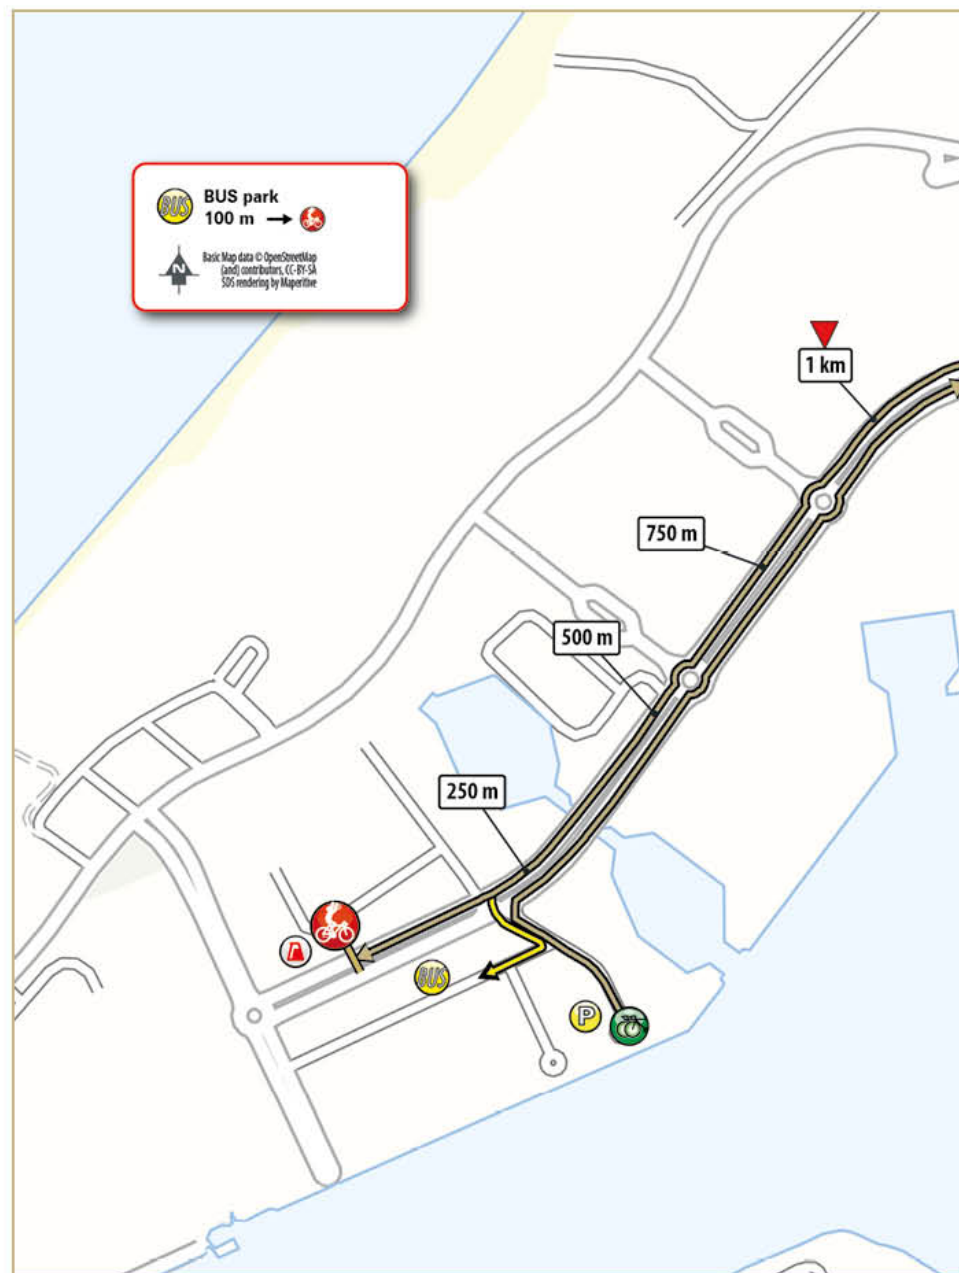 BUS
BUS park
100 m
N
Basic Map data © OpenStreetMap
(and) contributors, CC-BY-SA
SDS rendering by Maperitive
1 km
750 m
500 m
250 m
BUS
P